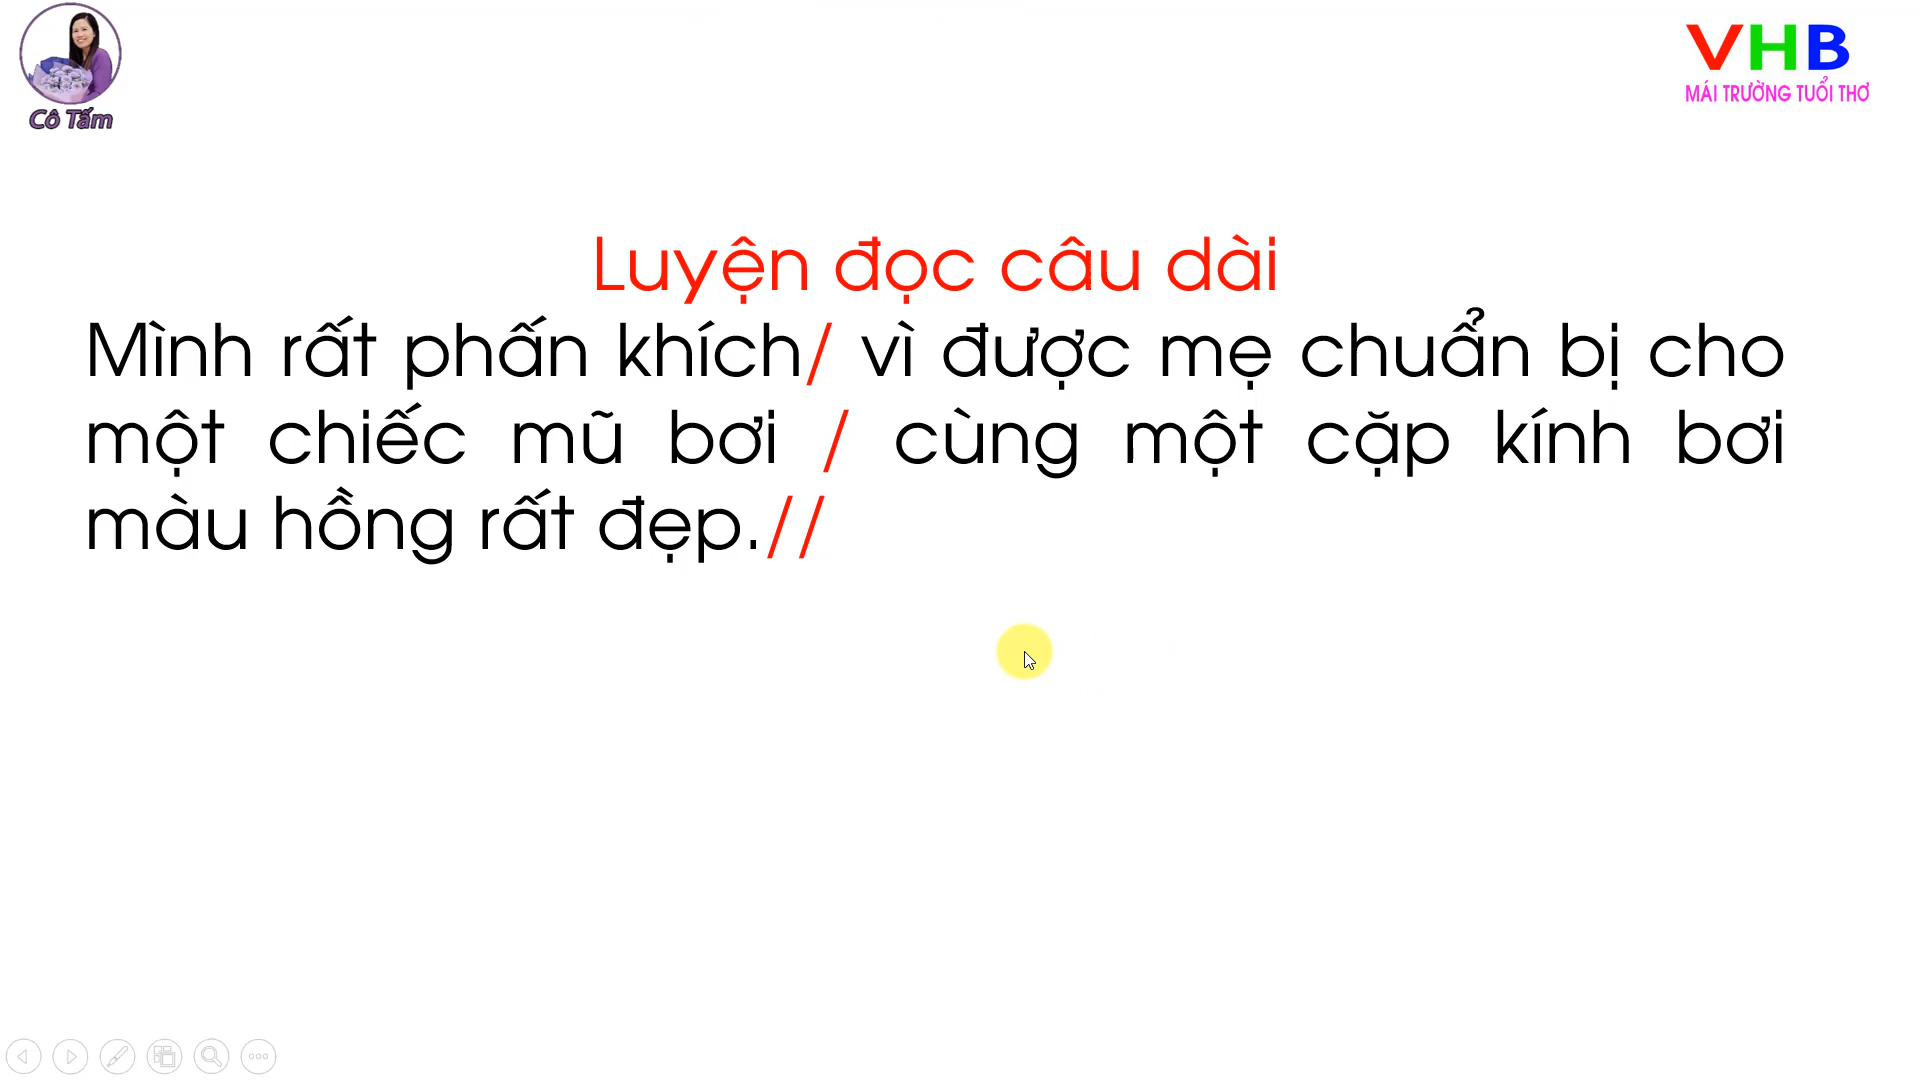 Cô Tấm
VHB
MÁI TRƯỜNG TUỔI THƠ
Luyện đọc câu dài
Mình rất phấn khích/ vì được mẹ chuẩn bị cho
một chiếc mũ bơi / cùng một cặp kính bơi
màu hồng rất đẹp.//